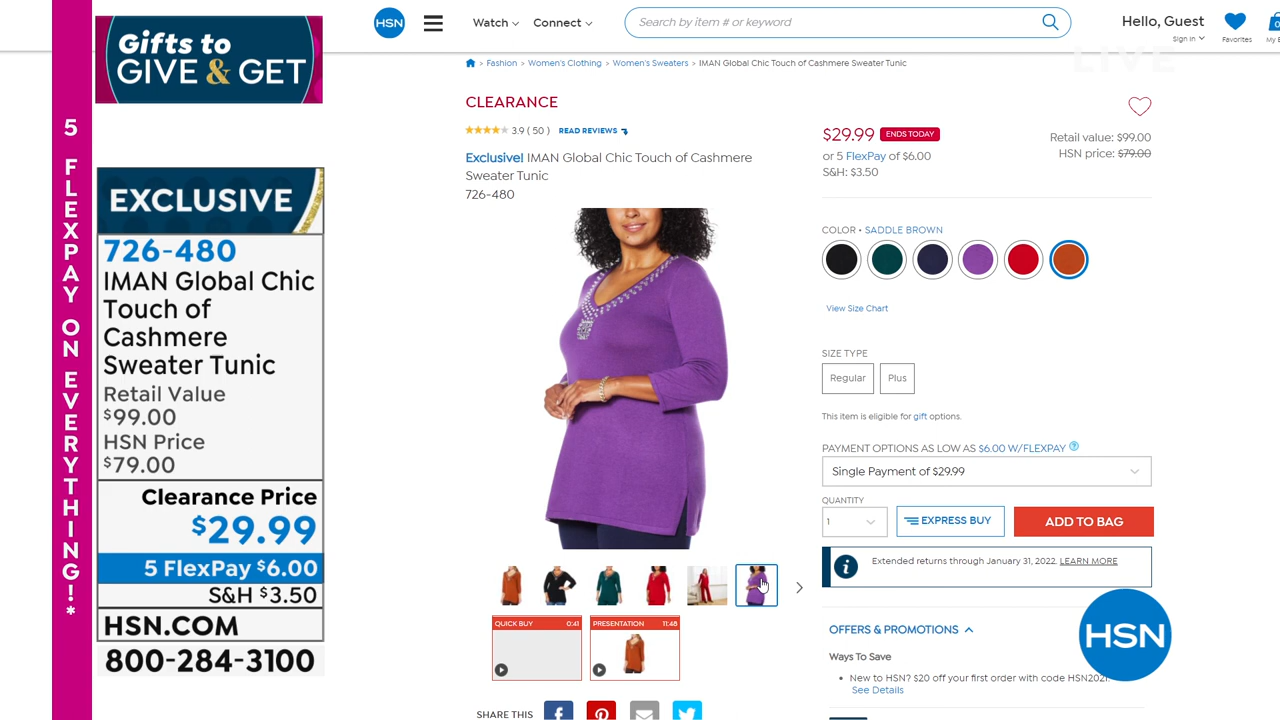 5 FLEXPAY ON EVERYTHING!*
Gifts to
GIVE & GET
EXCLUSIVE
726-480
IMAN Global Chic
Touch of
Cashmere
Sweater Tunic
Retail Value
$99.00
HSN Price
$79.00
Clearance Price
$29.99
5 FlexPay $6.00
S&H $3.50
HSN.COM
800-284-3100
HSN
Watch
Connect
Search by item # or keyword
Hello, Guest
Sign In
Favorites
0
LIVE
> Fashion > Women's Clothing > Women's Sweaters > IMAN Global Chic Touch of Cashmere Sweater Tunic
CLEARANCE
3.9 ( 50 ) READ REVIEWS
Exclusive! IMAN Global Chic Touch of Cashmere
Sweater Tunic
726-480
QUICK BUY 0:41
PRESENTATION 11:48
SHARE THIS
$29.99 ENDS TODAY
or 5 FlexPay of $6.00
S&H: $3.50
Retail value: $99.00
HSN price: $79.00
COLOR • SADDLE BROWN
View Size Chart
SIZE TYPE
Regular Plus
This item is eligible for gift options.
PAYMENT OPTIONS AS LOW AS $6.00 W/FLEXPAY ?
Single Payment of $29.99
QUANTITY
1
EXPRESS BUY
ADD TO BAG
i
Extended returns through January 31, 2022. LEARN MORE
OFFERS & PROMOTIONS
Ways To Save
• New to HSN? $20 off your first order with code HSN2021.
See Details
HSN